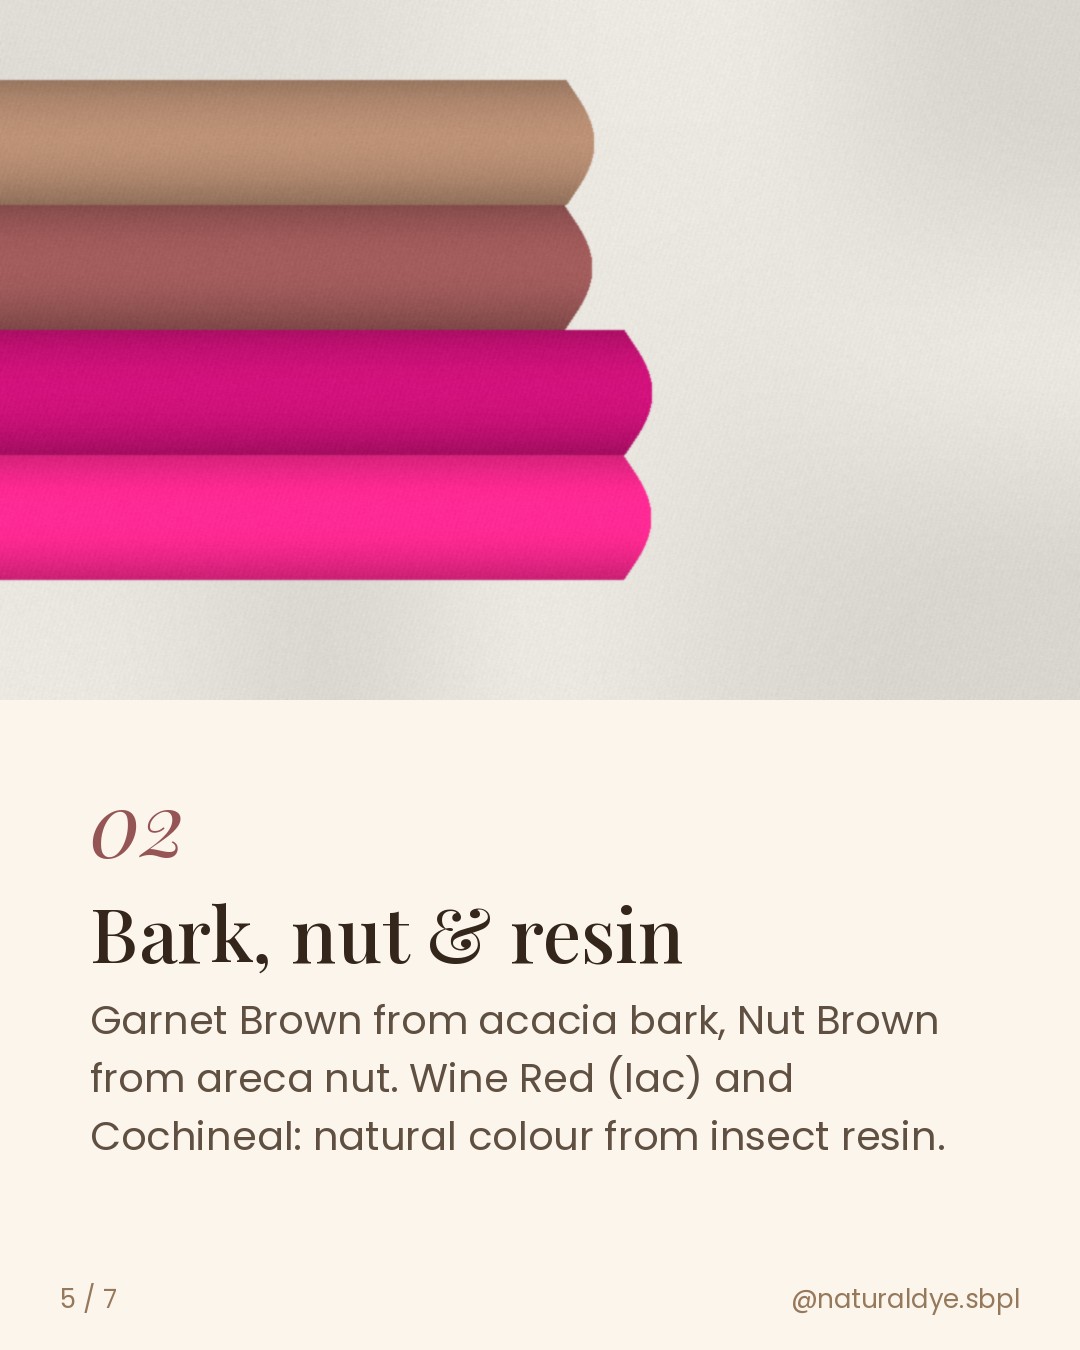 02
Bark, nut & resin
Garnet Brown from acacia bark, Nut Brown
from areca nut. Wine Red (lac) and
Cochineal: natural colour from insect resin.
5 / 7
@naturaldye.sbpl